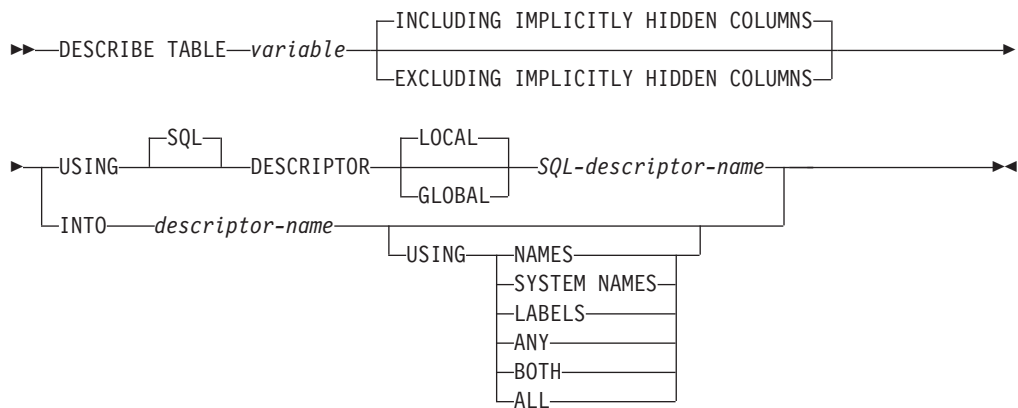 INCLUDING IMPLICITLY HIDDEN COLUMNS
DESCRIBE TABLE variable
EXCLUDING IMPLICITLY HIDDEN COLUMNS
SQL LOCAL
USING DESCRIPTOR SQL-descriptor-name
GLOBAL
INTO descriptor-name
USING NAMES
SYSTEM NAMES
LABELS
ANY
BOTH
ALL